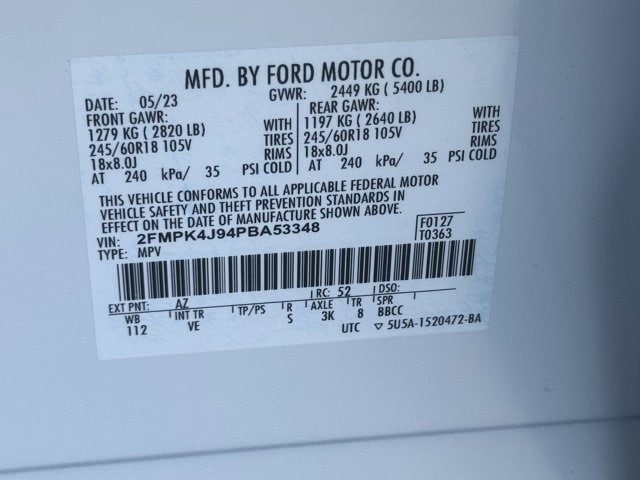 MFD. BY FORD MOTOR CO.
DATE: 05/23 GVWR: 2449 KG ( 5400 LB)
FRONT GAWR: REAR GAWR:
1279 KG ( 2820 LB) WITH 1197 KG ( 2640 LB) WITH
245/60R18 105V TIRES 245/60R18 105V TIRES
18x8.0J RIMS 18x8.0J RIMS
AT 240 kPa/ 35 PSI COLD AT 240 kPa/ 35 PSI COLD
THIS VEHICLE CONFORMS TO ALL APPLICABLE FEDERAL MOTOR
VEHICLE SAFETY AND THEFT PREVENTION STANDARDS IN
EFFECT ON THE DATE OF MANUFACTURE SHOWN ABOVE.
VIN: 2FMPK4J94PBA53348 F0127
TYPE: MPV T0363
EXT PNT: AZ RC: 52 DSO:
WB INT TR TP/PS R AXLE TR SPR
112 VE S 3K 8 BBCC
UTC ▽ 5U5A-1520472-BA